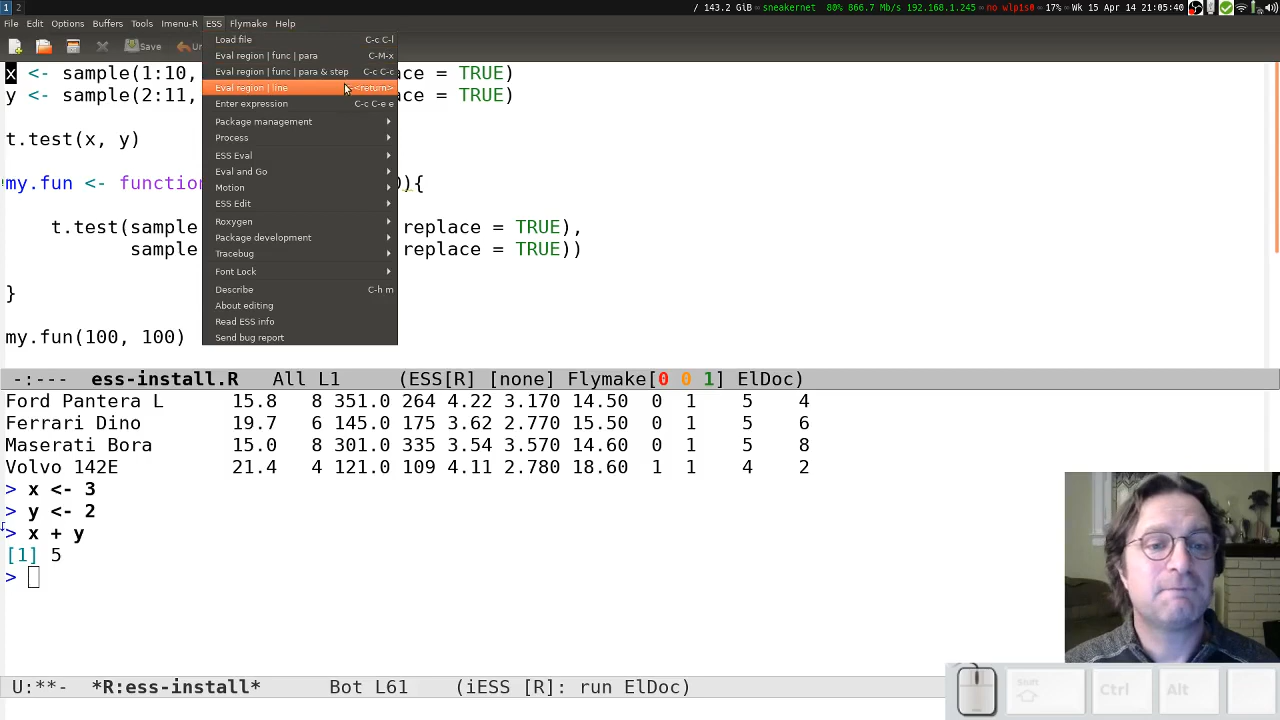 1 2 / 143.2 GiB | sneakernet 80% 866.7 Mb/s 192.168.1.245 no wlp1s0 17% Wk 15 Apr 14 21:05:40
File Edit Options Buffers Tools Imenu-R ESS Flymake Help
Save
Load file C-c C-l
Eval region | func | para C-M-x
Eval region | func | para & step C-c C-c
Eval region | line <return>
Enter expression C-c C-e e
Package management
Process
ESS Eval
Eval and Go
Motion
ESS Edit
Roxygen
Package development
Tracebug
Font Lock
Describe C-h m
About editing
Read ESS info
Send bug report
x <- sample(1:10, place = TRUE)
y <- sample(2:11, place = TRUE)
t.test(x, y)
my.fun <- function ){
t.test(sample replace = TRUE),
sample replace = TRUE))
}
my.fun(100, 100)
-:--- ess-install.R All L1 (ESS[R] [none] Flymake[0 0 1] ElDoc)
Ford Pantera L 15.8 8 351.0 264 4.22 3.170 14.50 0 1 5 4
Ferrari Dino 19.7 6 145.0 175 3.62 2.770 15.50 0 1 5 6
Maserati Bora 15.0 8 301.0 335 3.54 3.570 14.60 0 1 5 8
Volvo 142E 21.4 4 121.0 109 4.11 2.780 18.60 1 1 4 2
> x <- 3
> y <- 2
> x + y
[1] 5
>
U:**- *R:ess-install* Bot L61 (iESS [R]: run ElDoc)
Shift Ctrl Alt